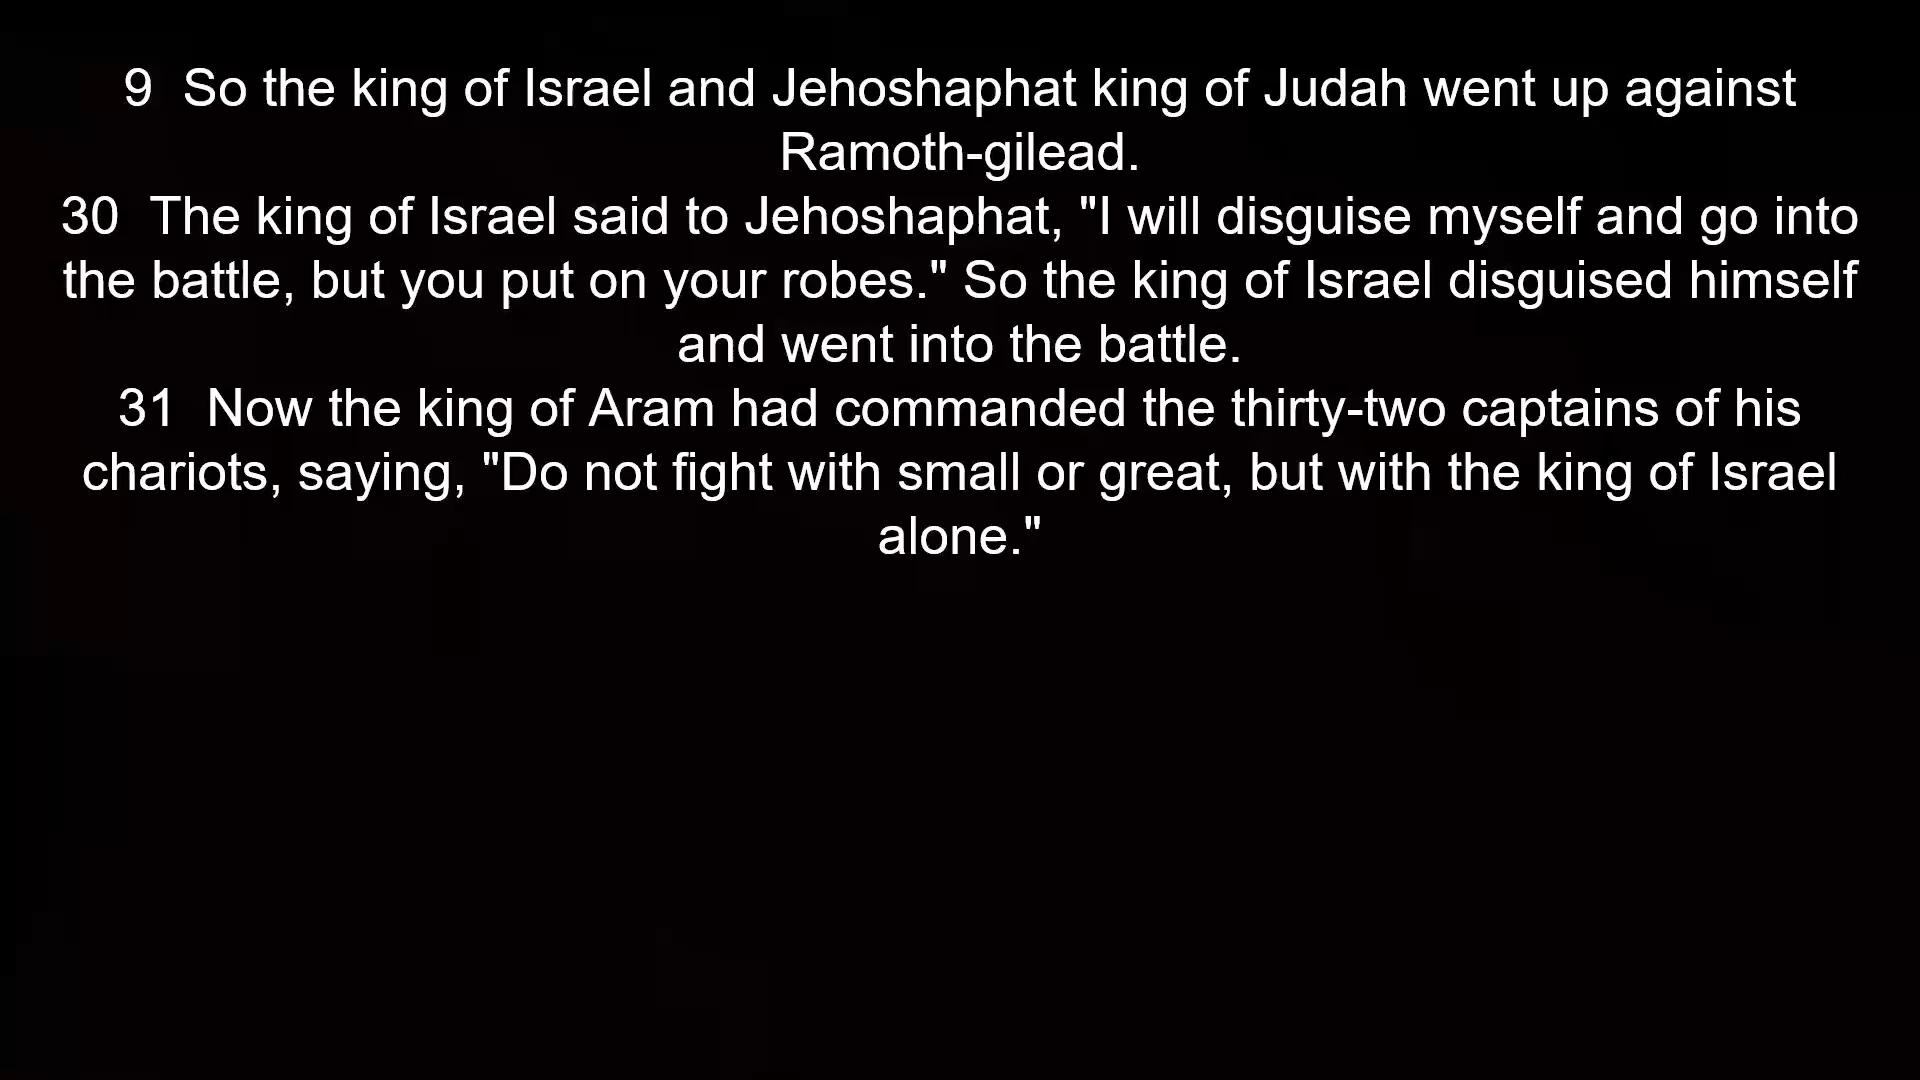 9  So the king of Israel and Jehoshaphat king of Judah went up against
Ramoth-gilead.
30  The king of Israel said to Jehoshaphat, "I will disguise myself and go into
the battle, but you put on your robes." So the king of Israel disguised himself
and went into the battle.
31  Now the king of Aram had commanded the thirty-two captains of his
chariots, saying, "Do not fight with small or great, but with the king of Israel
alone."